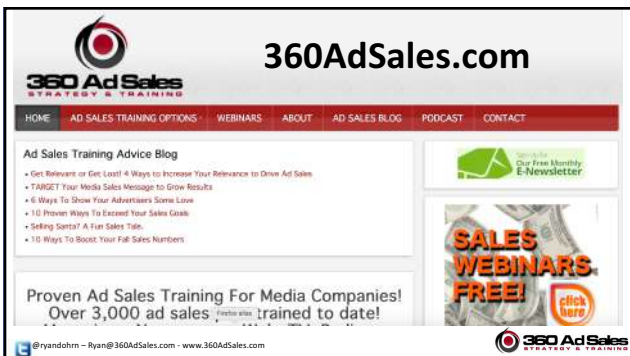 360 Ad Sales
STRATEGY & TRAINING
360AdSales.com
HOME AD SALES TRAINING OPTIONS WEBINARS ABOUT AD SALES BLOG PODCAST CONTACT
Ad Sales Training Advice Blog
• Get Relevant or Get Lost! 4 Ways to Increase Your Relevance to Drive Ad Sales
• TARGET Your Media Sales Message to Grow Results
• 6 Ways To Show Your Advertisers Some Love
• 10 Proven Ways To Exceed Your Sales Goals
• Selling Santa? A Fun Sales Tale.
• 10 Ways To Boost Your Fall Sales Numbers
Our Free Monthly
E-Newsletter
SALES
WEBINARS
FREE!
click
here
Proven Ad Sales Training For Media Companies!
Over 3,000 ad sales trained to date!
@ryandohrn – Ryan@360AdSales.com - www.360AdSales.com
360 Ad Sales
STRATEGY & TRAINING